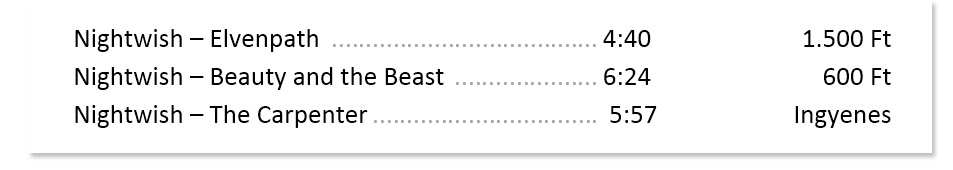 Nightwish – Elvenpath ........................................ 4:40 1.500 Ft
Nightwish – Beauty and the Beast ..................... 6:24 600 Ft
Nightwish – The Carpenter ................................. 5:57 Ingyenes